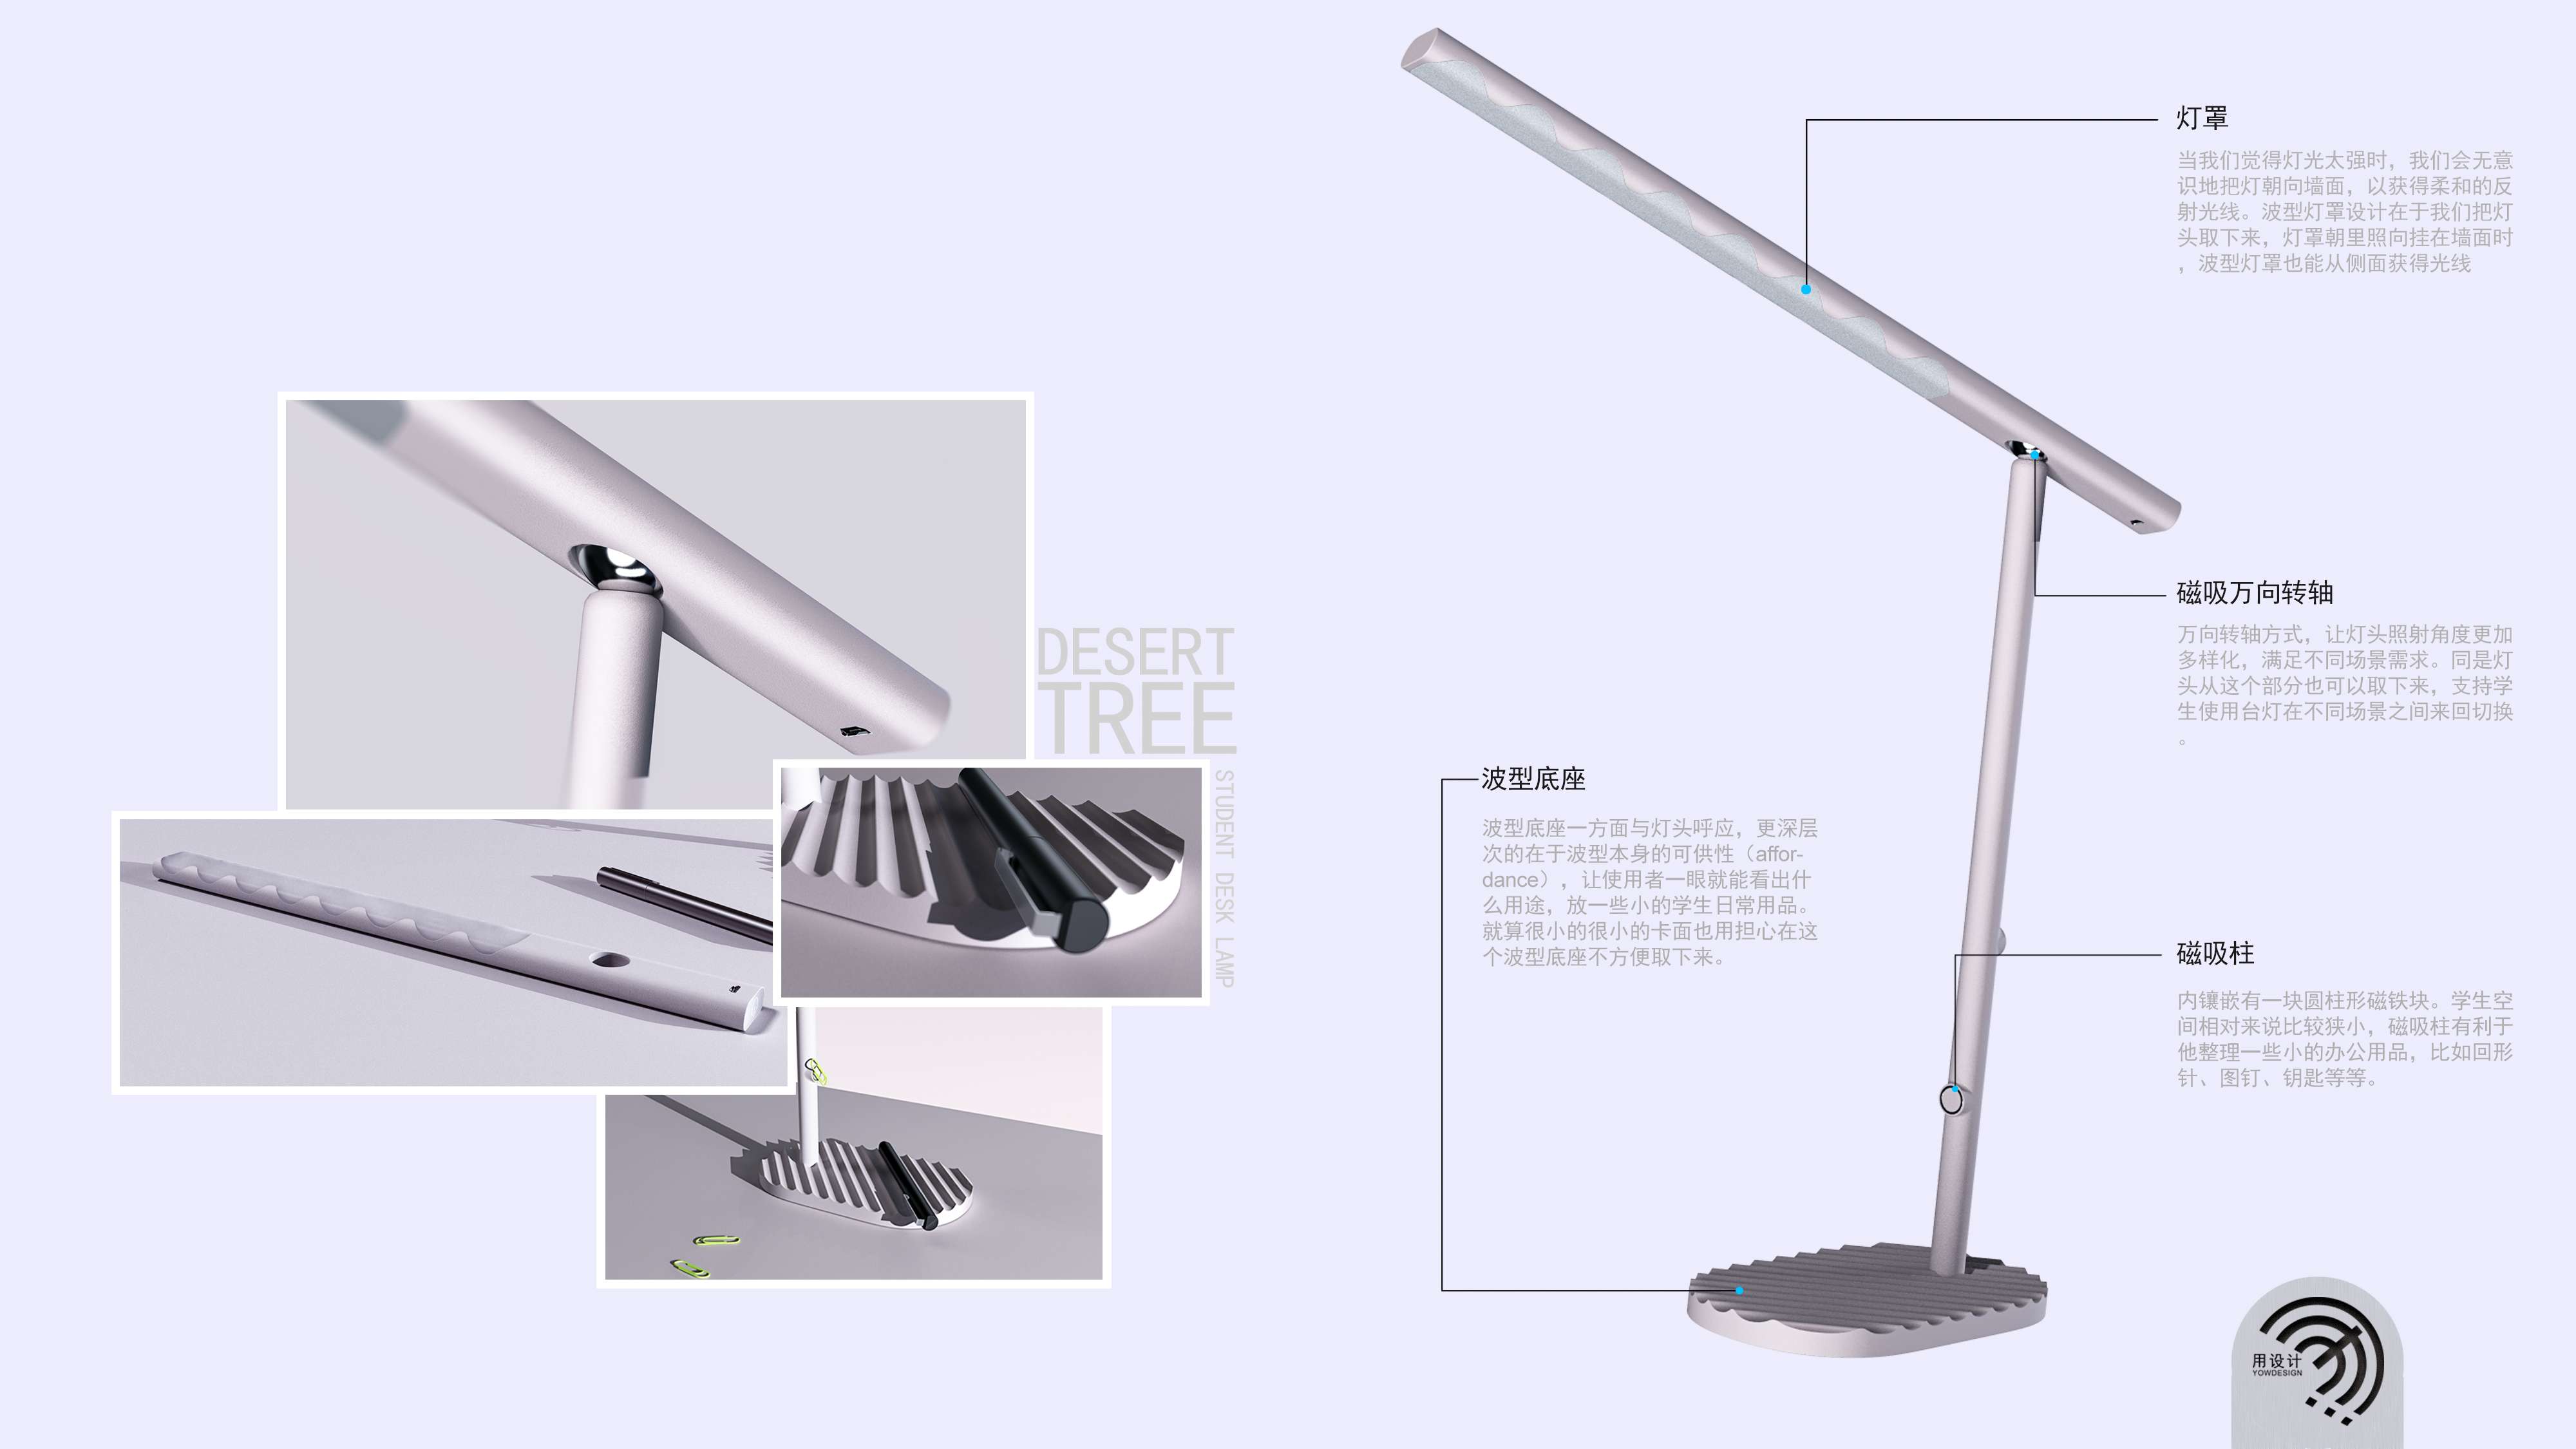 DESERT
TREE
STUDENT DESK LAMP
灯罩
当我们觉得灯光太强时，我们会无意
识地把灯朝向墙面，以获得柔和的反
射光线。波型灯罩设计在于我们把灯
头取下来，灯罩朝里照向挂在墙面时
，波型灯罩也能从侧面获得光线
磁吸万向转轴
万向转轴方式，让灯头照射角度更加
多样化，满足不同场景需求。同是灯
头从这个部分也可以取下来，支持学
生使用台灯在不同场景之间来回切换
。
波型底座
波型底座一方面与灯头呼应，更深层
次的在于波型本身的可供性（affor-
dance），让使用者一眼就能看出什
么用途，放一些小的学生日常用品。
就算很小的很小的卡面也用担心在这
个波型底座不方便取下来。
磁吸柱
内镶嵌有一块圆柱形磁铁块。学生空
间相对来说比较狭小，磁吸柱有利于
他整理一些小的办公用品，比如回形
针、图钉、钥匙等等。
用设计
YOWDESIGN